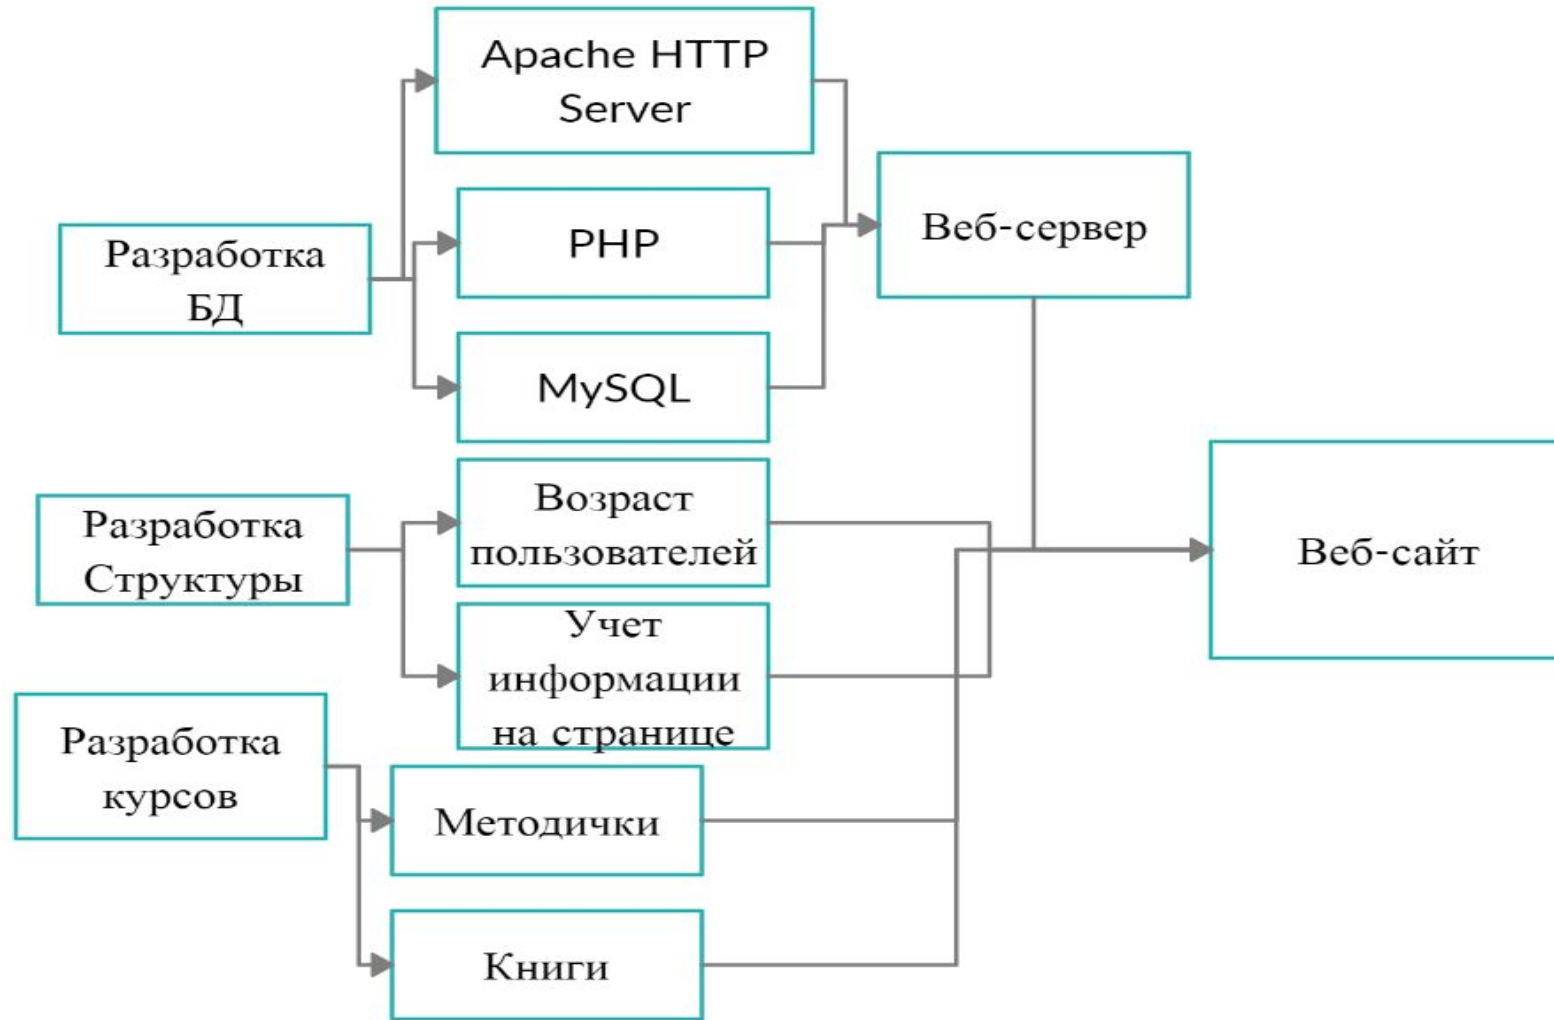 Apache HTTP
Server
Веб-сервер
Разработка
БД
PHP
MySQL
Разработка
Структуры
Возраст
пользователей
Веб-сайт
Учет
информации
на странице
Разработка
курсов
Методички
Книги